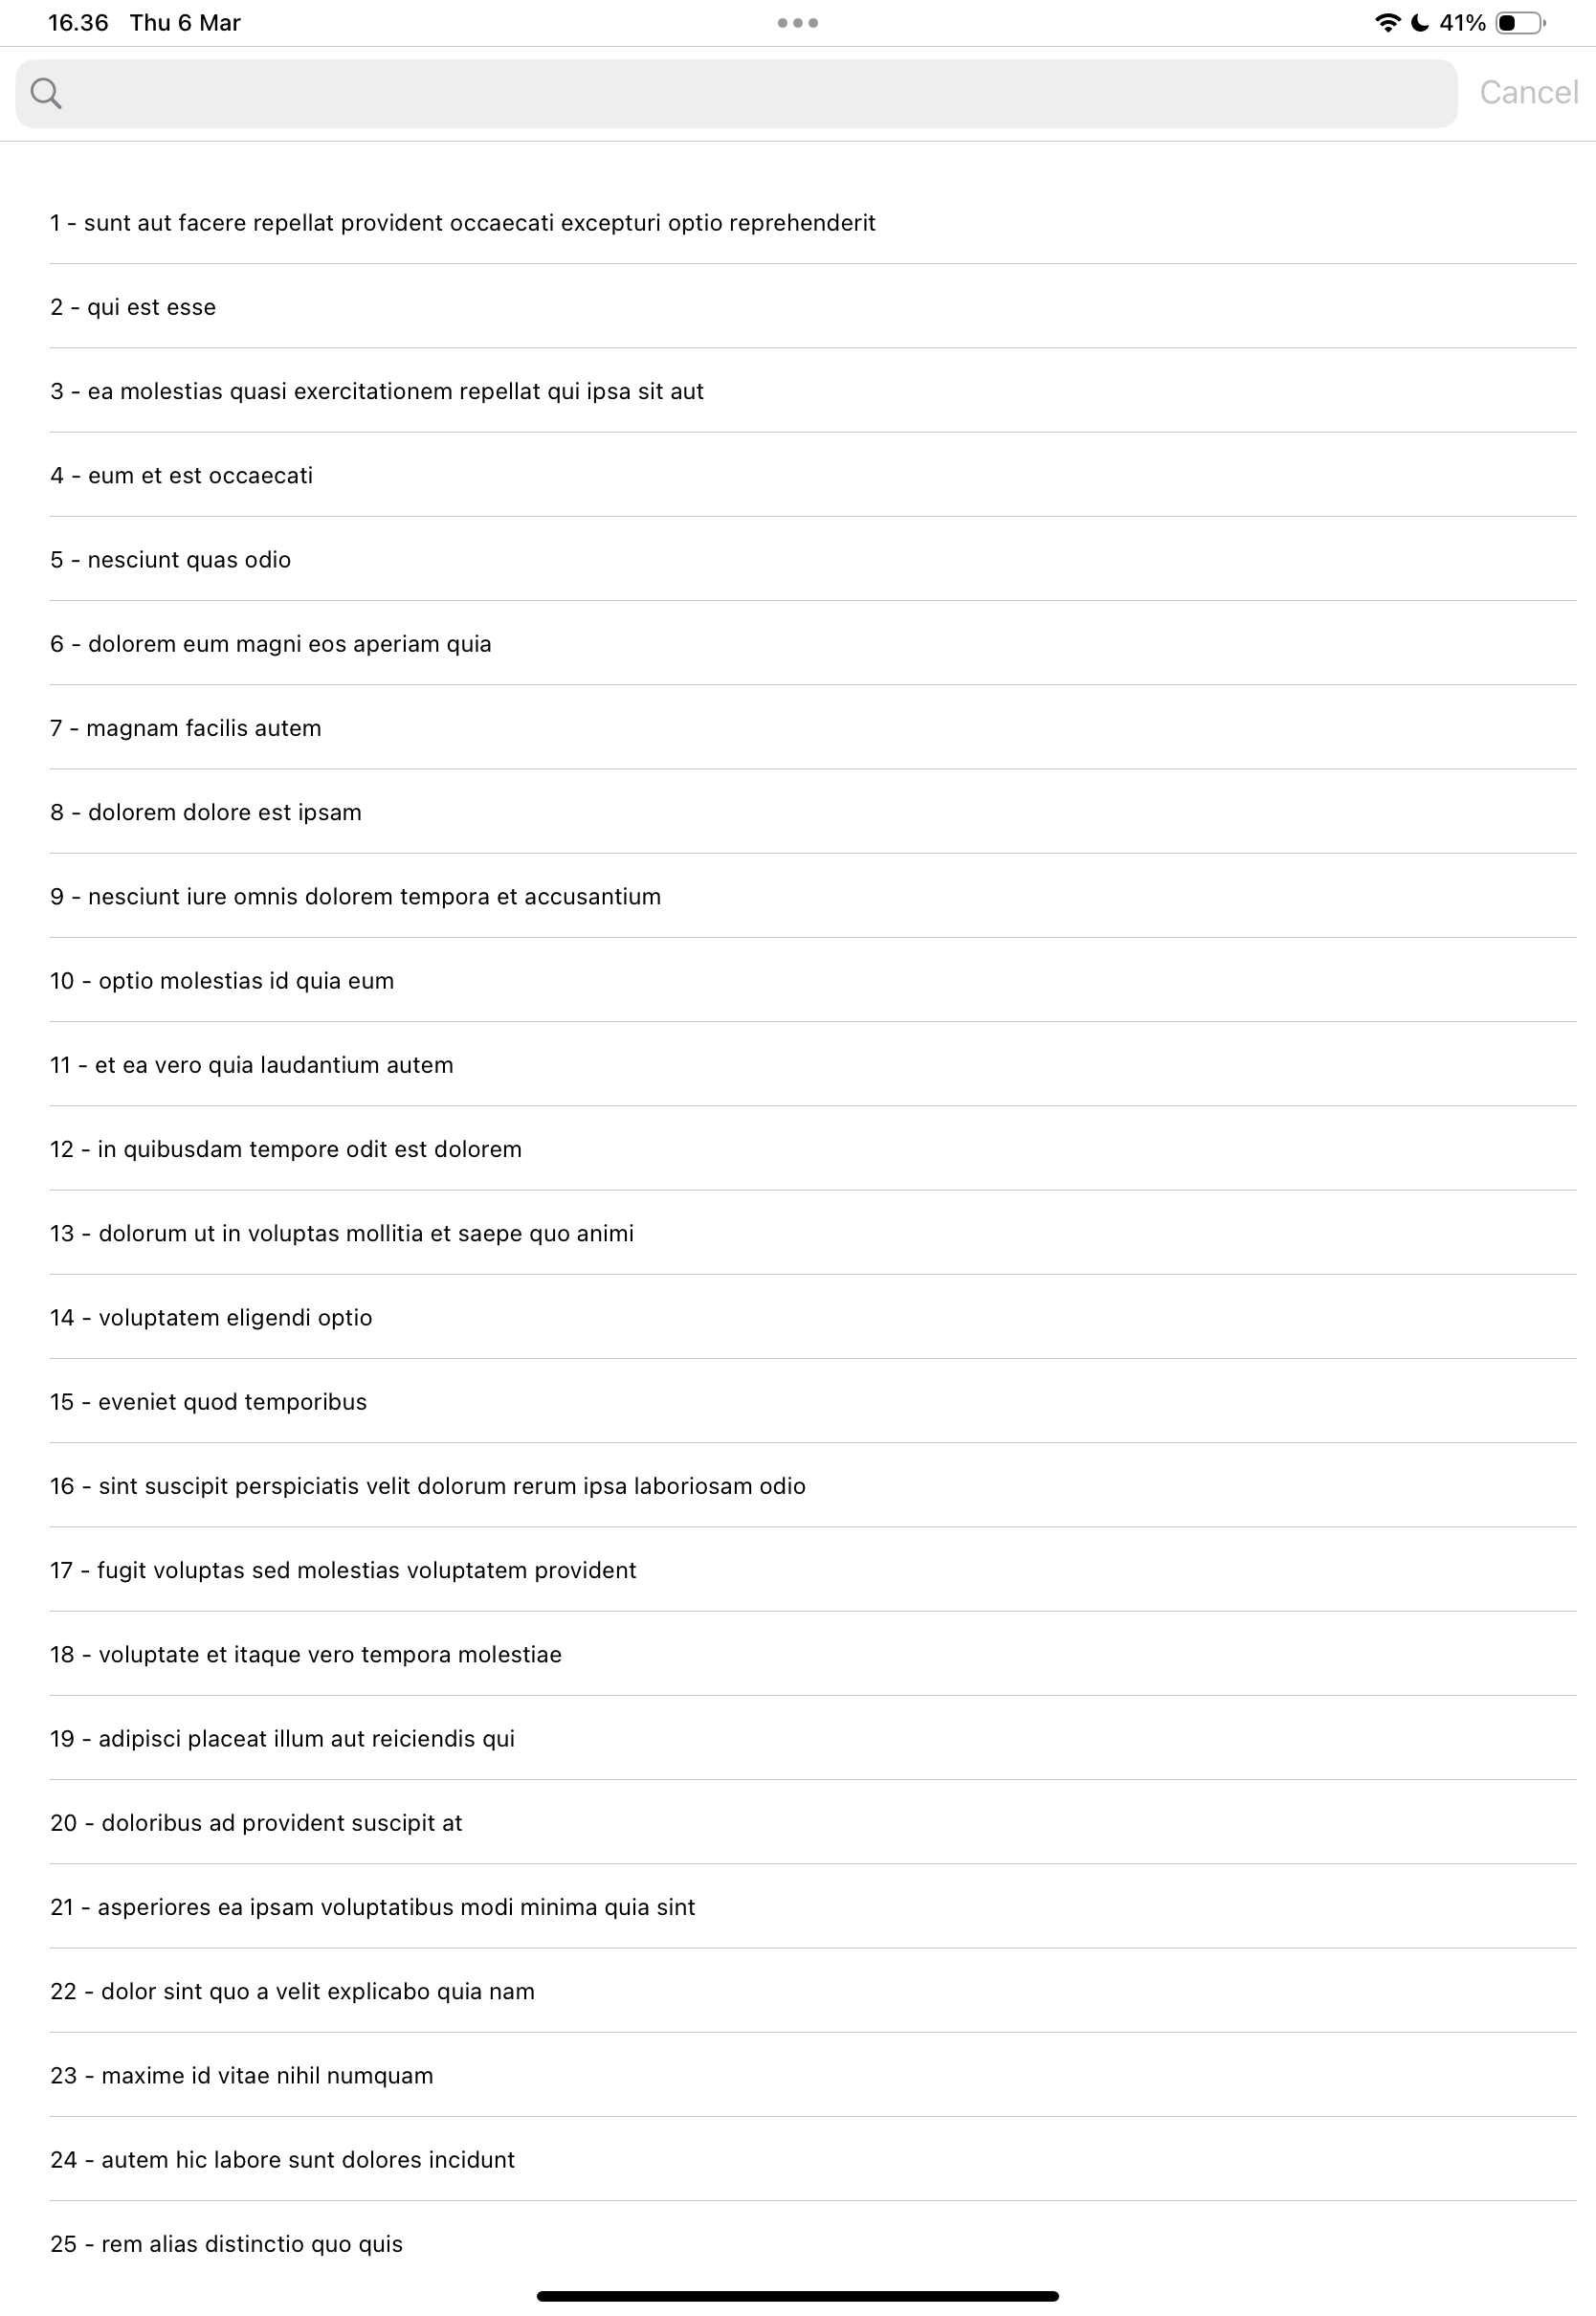 16.36 Thu 6 Mar
41%
Cancel
1 - sunt aut facere repellat provident occaecati excepturi optio reprehenderit
2 - qui est esse
3 - ea molestias quasi exercitationem repellat qui ipsa sit aut
4 - eum et est occaecati
5 - nesciunt quas odio
6 - dolorem eum magni eos aperiam quia
7 - magnam facilis autem
8 - dolorem dolore est ipsam
9 - nesciunt iure omnis dolorem tempora et accusantium
10 - optio molestias id quia eum
11 - et ea vero quia laudantium autem
12 - in quibusdam tempore odit est dolorem
13 - dolorum ut in voluptas mollitia et saepe quo animi
14 - voluptatem eligendi optio
15 - eveniet quod temporibus
16 - sint suscipit perspiciatis velit dolorum rerum ipsa laboriosam odio
17 - fugit voluptas sed molestias voluptatem provident
18 - voluptate et itaque vero tempora molestiae
19 - adipisci placeat illum aut reiciendis qui
20 - doloribus ad provident suscipit at
21 - asperiores ea ipsam voluptatibus modi minima quia sint
22 - dolor sint quo a velit explicabo quia nam
23 - maxime id vitae nihil numquam
24 - autem hic labore sunt dolores incidunt
25 - rem alias distinctio quo quis